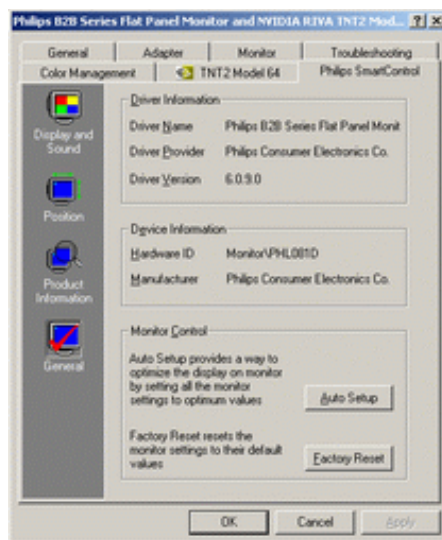 Philips B2B Series Flat Panel Monitor and NVIDIA RIVA TNT2 Mod...
General Adapter Monitor Troubleshooting
Color Management TNT2 Model 64 Philips SmartControl
Display and
Sound
Position
Product
Information
General
Driver Information
Driver Name Philips B2B Series Flat Panel Monit
Driver Provider Philips Consumer Electronics Co.
Driver Version 6.0.9.0
Device Information
Hardware ID Monitor\PHL081D
Manufacturer Philips Consumer Electronics Co.
Monitor Control
Auto Setup provides a way to
optimize the display on monitor
by setting all the monitor
settings to optimum values
Auto Setup
Factory Reset resets the
monitor settings to their default
values
Factory Reset
OK Cancel Apply